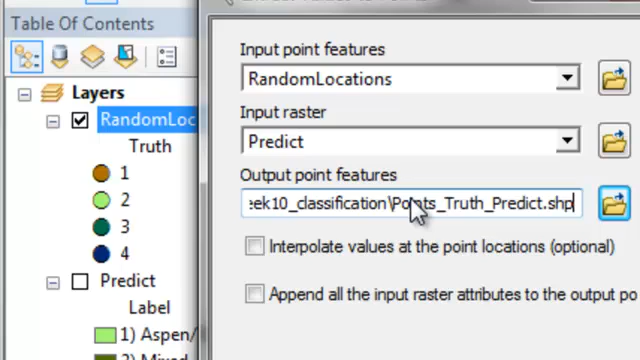 Table Of Contents
Layers
RandomLoc
Truth
1
2
3
4
Predict
Label
1) Aspen/
2) Mixed
Input point features
RandomLocations
Input raster
Predict
Output point features
eek10_classification\Points_Truth_Predict.shp
Interpolate values at the point locations (optional)
Append all the input raster attributes to the output po